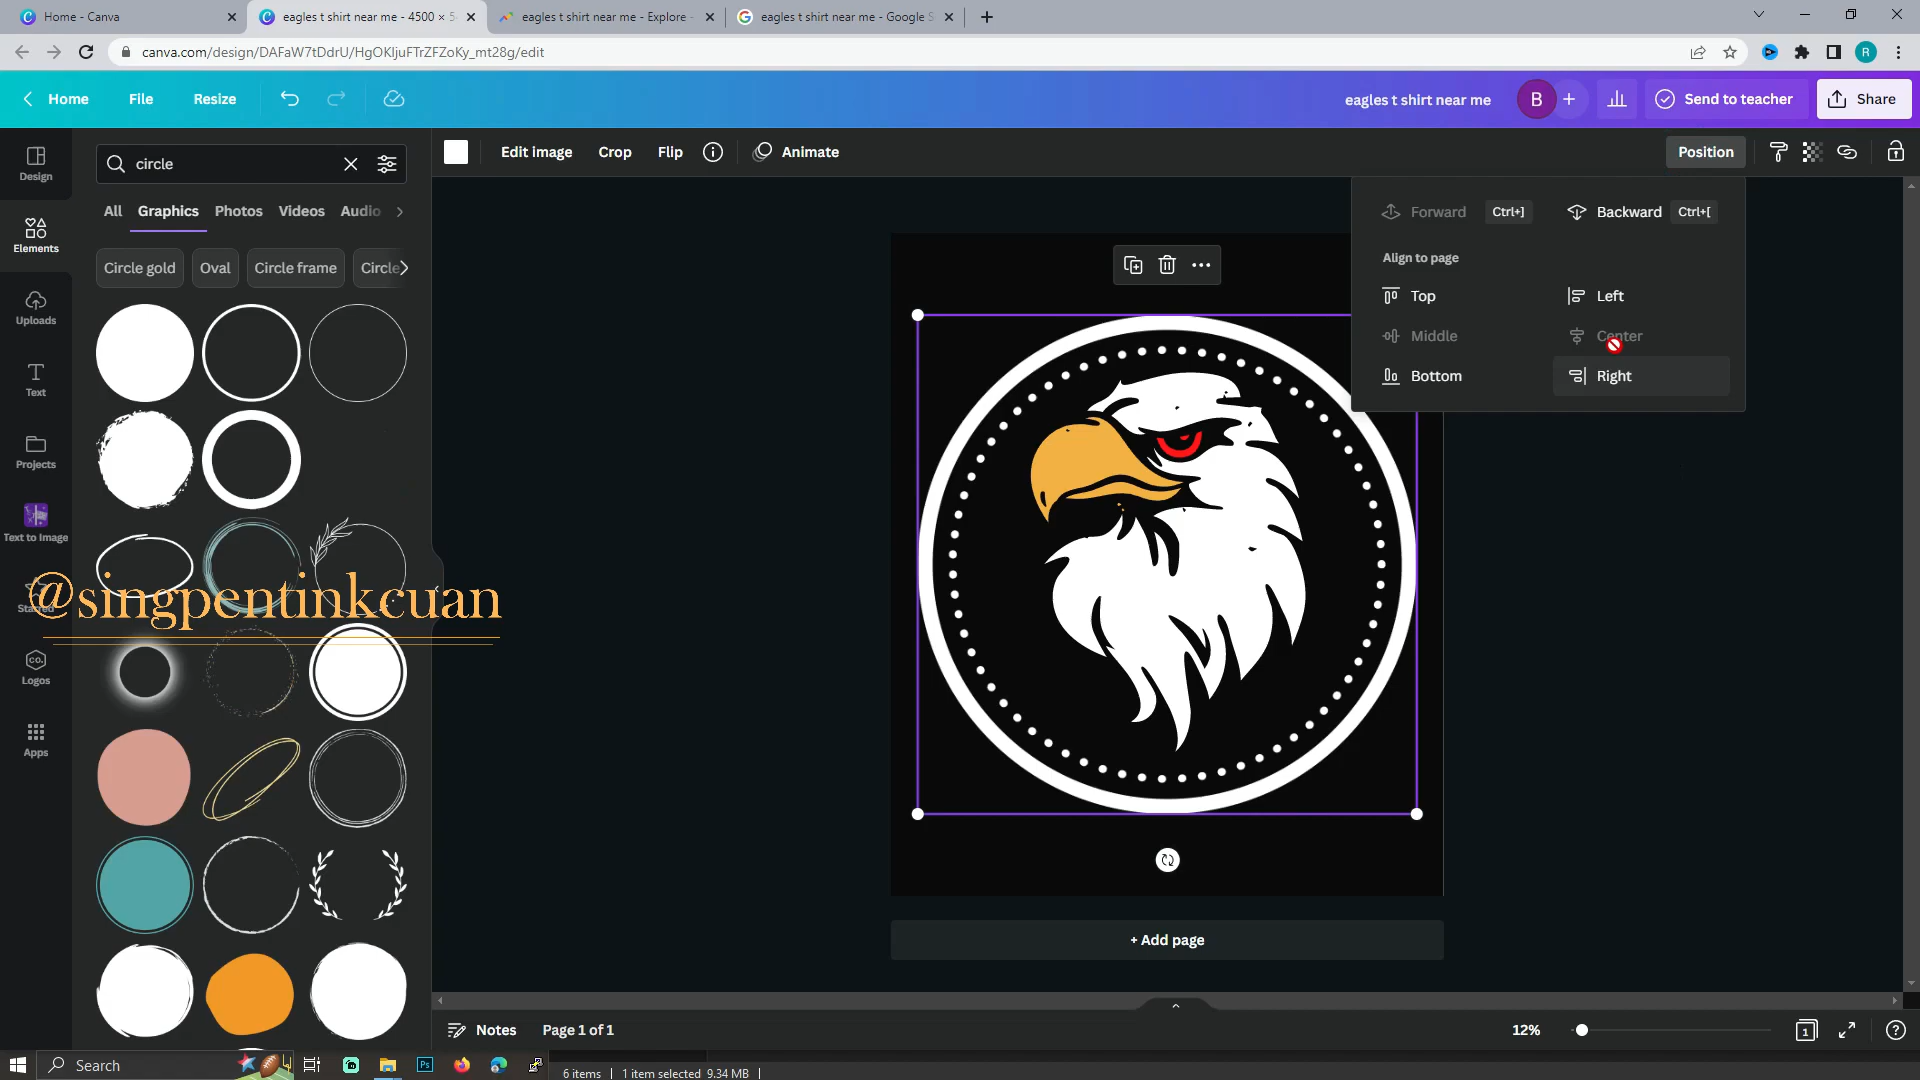 Home - Canva
eagles t shirt near me - 4500 × 5
eagles t shirt near me - Explore -
eagles t shirt near me - Google S
canva.com/design/DAFaW7tDdrU/HgOKIjuFTrZFZoKy_mt28g/edit
R
Home
File
Resize
eagles t shirt near me
B
Send to teacher
Share
circle
Edit image
Crop
Flip
Animate
Position
Design
All
Graphics
Photos
Videos
Audio
Forward
Ctrl+]
Backward
Ctrl+[
Elements
Circle gold
Oval
Circle frame
Circle
Align to page
Top
Left
Middle
Center
Bottom
Right
Uploads
Text
Projects
Text to Image
@singpentinkcuan
CO.
Logos
Apps
+ Add page
Notes
Page 1 of 1
12%
1
Search
Ps
6 items
1 item selected 9.34 MB